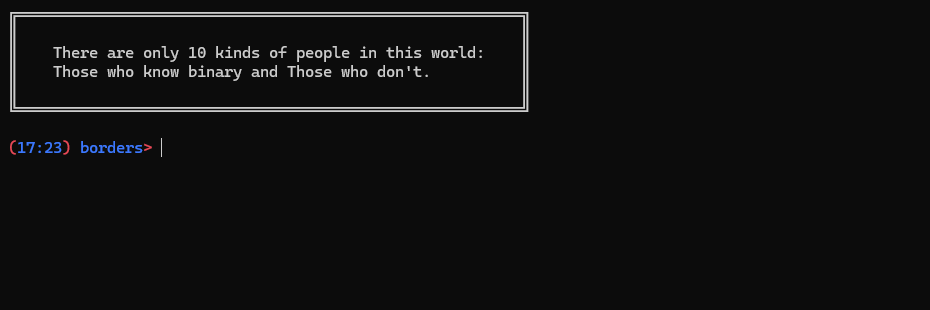 There are only 10 kinds of people in this world:
Those who know binary and Those who don't.
(17:23) borders>